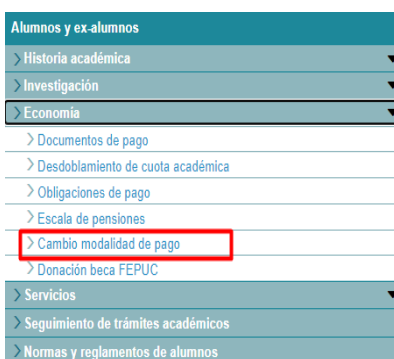 Alumnos y ex-alumnos
Historia académica
Investigación
Economía
Documentos de pago
Desdoblamiento de cuota académica
Obligaciones de pago
Escala de pensiones
Cambio modalidad de pago
Donación beca FEPUC
Servicios
Seguimiento de trámites académicos
Normas y reglamentos de alumnos